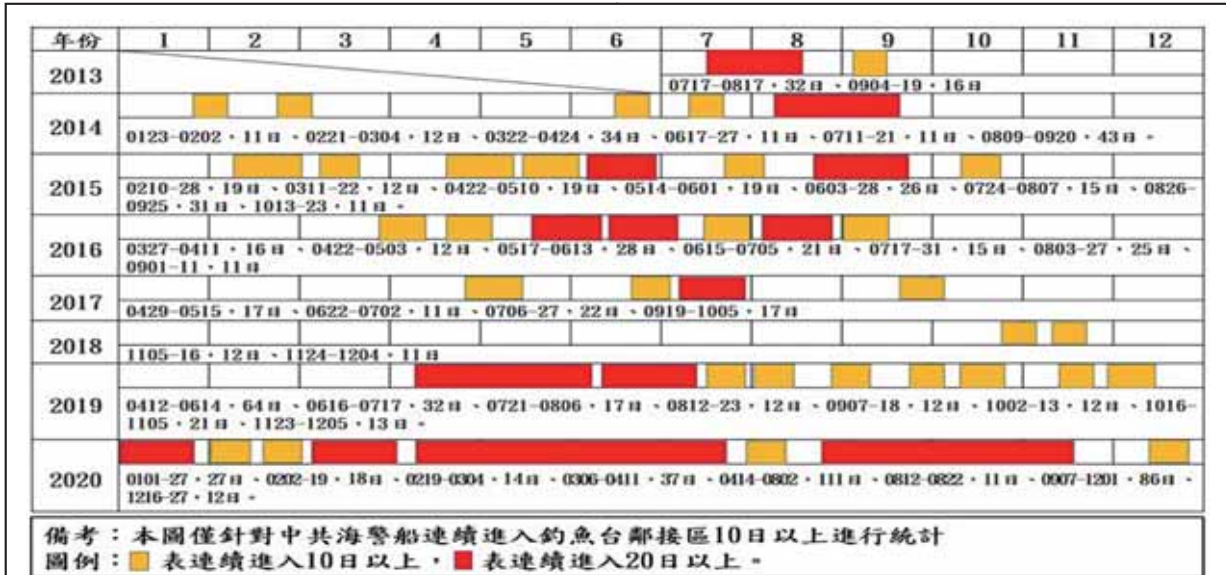 年份 1 2 3 4 5 6 7 8 9 10 11 12
2013
0717-0817，32日、0904-19，16日
2014
0123-0202，11日、0221-0304，12日、0322-0424，34日、0617-27，11日、0711-21，11日、0809-0920，43日。
2015
0210-28，19日、0311-22，12日、0422-0510，19日、0514-0601，19日、0603-28，26日、0724-0807，15日、0826-
0925，31日、1013-23，11日。
2016
0327-0411，16日、0422-0503，12日、0517-0613，28日、0615-0705，21日、0717-31，15日、0803-27，25日、
0901-11，11日
2017
0429-0515，17日、0622-0702，11日、0706-27，22日、0919-1005，17日
2018
1105-16，12日、1124-1204，11日
2019
0412-0614，64日、0616-0717，32日、0721-0806，17日、0812-23，12日、0907-18，12日、1002-13，12日、1016-
1105，21日、1123-1205，13日。
2020
0101-27，27日、0202-19，18日、0219-0304，14日、0306-0411，37日、0414-0802，111日、0812-0822，11日、0907-1201，86日、
1216-27，12日。
備考：本圖僅針對中共海警船連續進入釣魚台鄰接區10日以上進行統計
圖例： 表連續進入10日以上， 表連續進入20日以上。